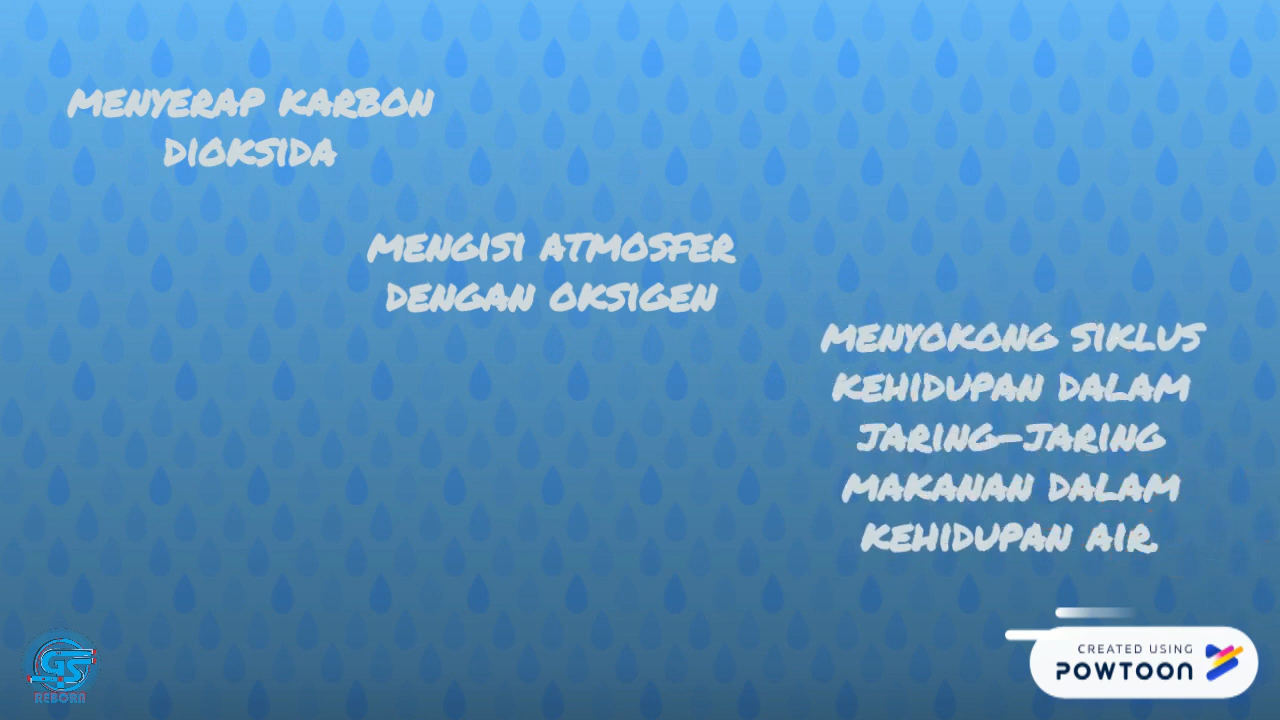 MENYERAP KARBON
DIOKSIDA
MENGISI ATMOSFER
DENGAN OKSIGEN
MENYOKONG SIKLUS
KEHIDUPAN DALAM
JARING-JARING
MAKANAN DALAM
KEHIDUPAN AIR.
CREATED USING
POWTOON
GS
REBORN